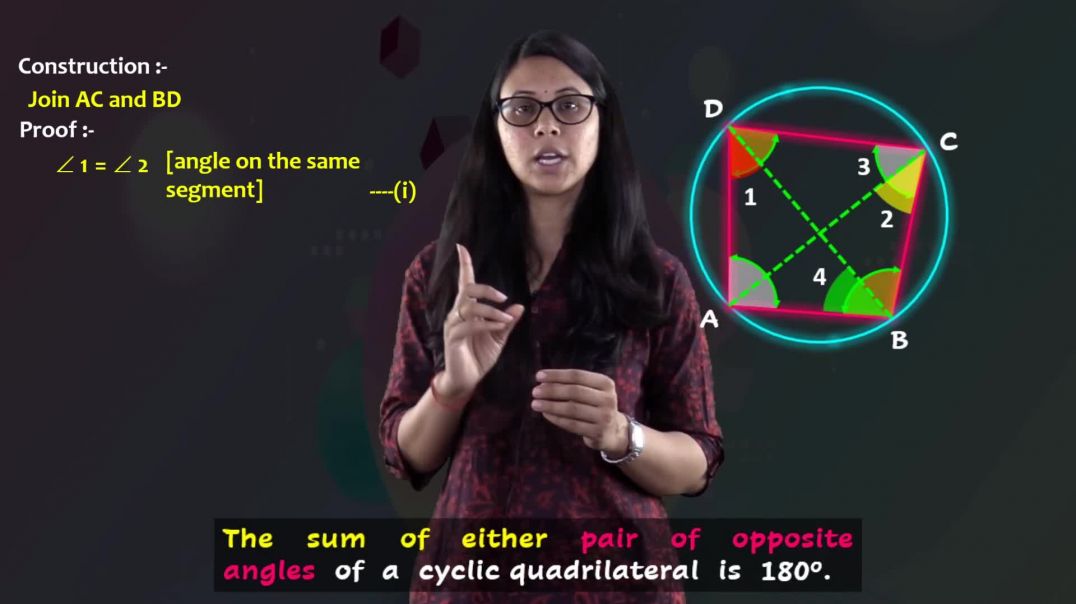 Construction :-
Join AC and BD
Proof :-
∠ 1 = ∠ 2 [angle on the same
segment] ----(i)
D
C
3
1
2
4
A
B
The sum of either pair of opposite
angles of a cyclic quadrilateral is 180°.